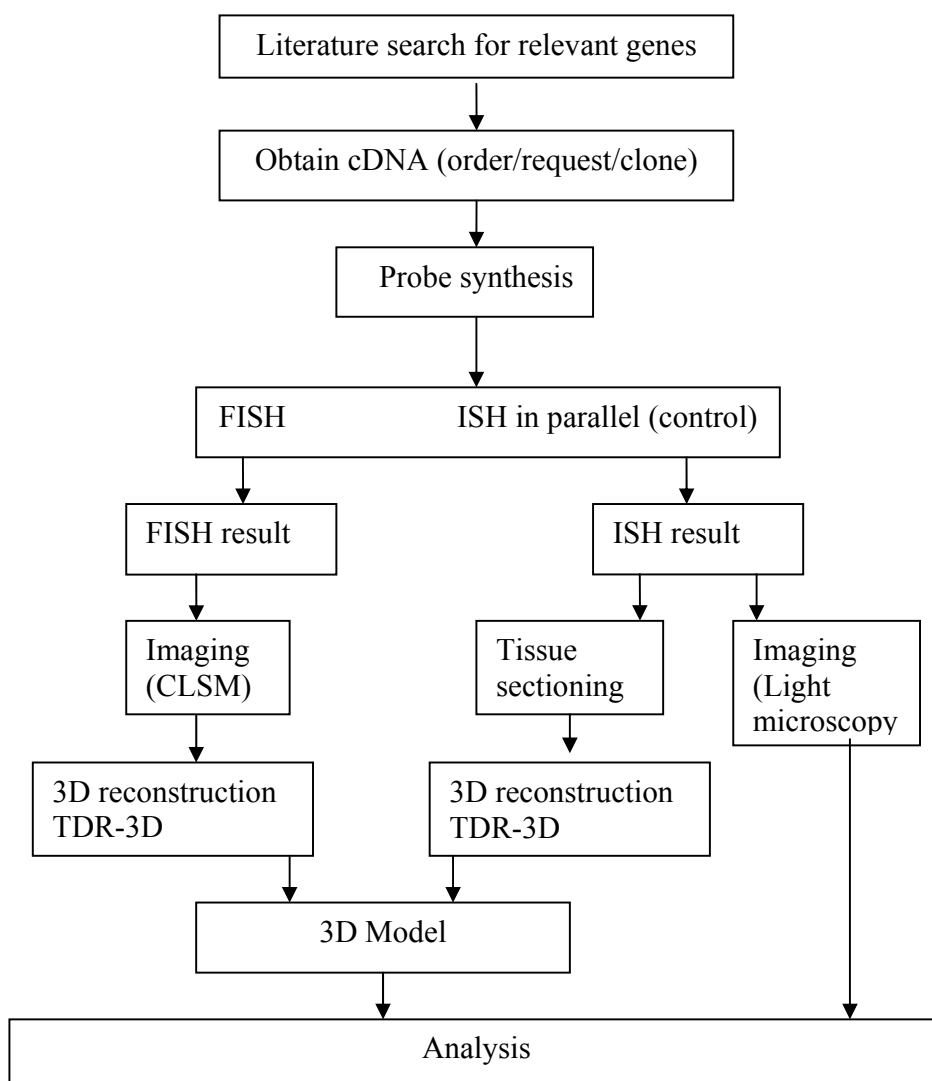 Literature search for relevant genes
Obtain cDNA (order/request/clone)
Probe synthesis
FISH ISH in parallel (control)
FISH result
ISH result
Imaging
(CLSM)
Tissue
sectioning
Imaging
(Light
microscopy
3D reconstruction
TDR-3D
3D reconstruction
TDR-3D
3D Model
Analysis